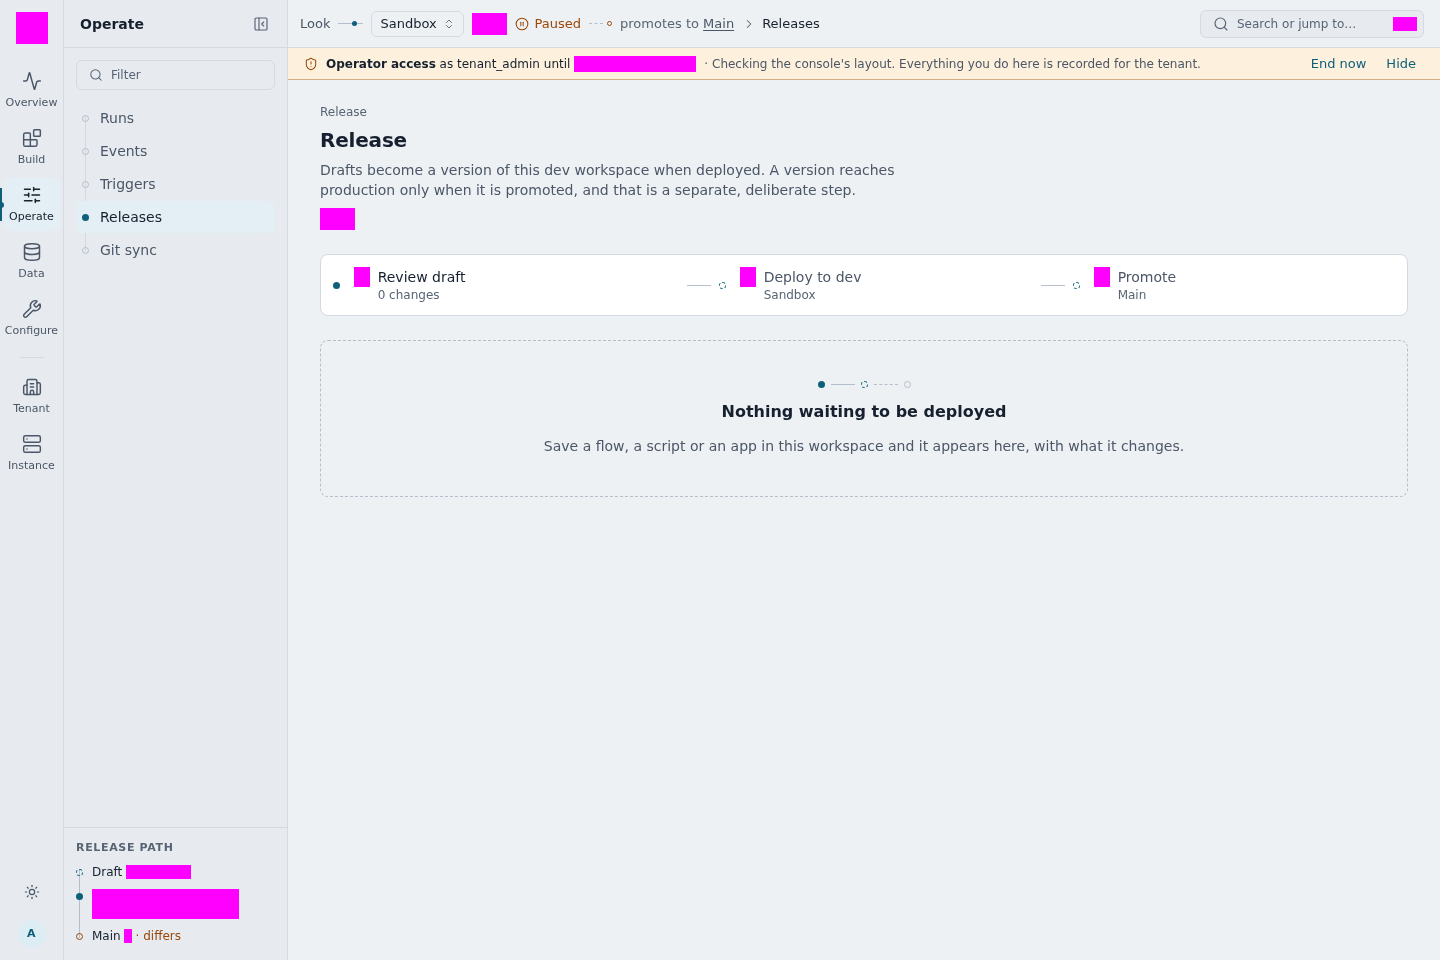 Operate
Look
Sandbox
Paused
promotes to Main
Releases
Search or jump to…
Operator access as tenant_admin until
· Checking the console's layout. Everything you do here is recorded for the tenant.
End now
Hide
Overview
Build
Operate
Data
Configure
Tenant
Instance
A
Filter
Runs
Events
Triggers
Releases
Git sync
RELEASE PATH
Draft
Main · differs
Release
Release
Drafts become a version of this dev workspace when deployed. A version reaches
production only when it is promoted, and that is a separate, deliberate step.
Review draft
0 changes
Deploy to dev
Sandbox
Promote
Main
Nothing waiting to be deployed
Save a flow, a script or an app in this workspace and it appears here, with what it changes.